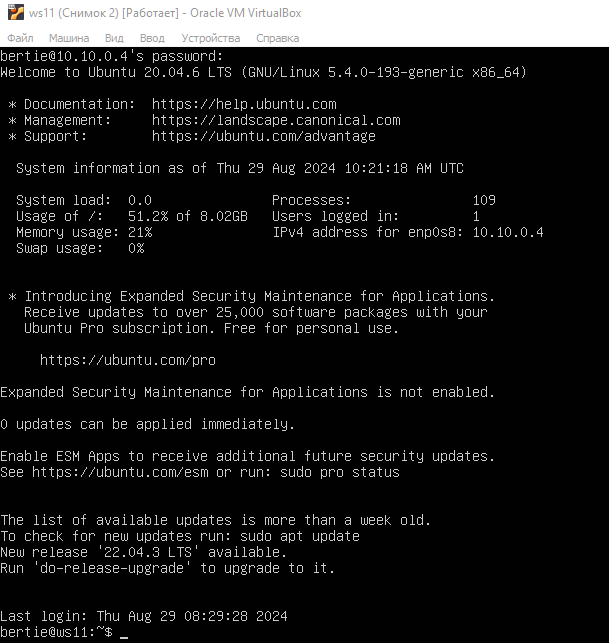 ws11 (Снимок 2) [Работает] - Oracle VM VirtualBox
Файл Машина Вид Ввод Устройства Справка
bertie@10.10.0.4's password:
Welcome to Ubuntu 20.04.6 LTS (GNU/Linux 5.4.0-193-generic x86_64)
* Documentation: https://help.ubuntu.com
* Management: https://landscape.canonical.com
* Support: https://ubuntu.com/advantage
System information as of Thu 29 Aug 2024 10:21:18 AM UTC
System load: 0.0 Processes: 109
Usage of /: 51.2% of 8.02GB Users logged in: 1
Memory usage: 21% IPv4 address for enp0s8: 10.10.0.4
Swap usage: 0%
* Introducing Expanded Security Maintenance for Applications.
Receive updates to over 25,000 software packages with your
Ubuntu Pro subscription. Free for personal use.
https://ubuntu.com/pro
Expanded Security Maintenance for Applications is not enabled.
0 updates can be applied immediately.
Enable ESM Apps to receive additional future security updates.
See https://ubuntu.com/esm or run: sudo pro status
The list of available updates is more than a week old.
To check for new updates run: sudo apt update
New release '22.04.3 LTS' available.
Run 'do-release-upgrade' to upgrade to it.
Last login: Thu Aug 29 08:29:28 2024
bertie@ws11:~$ _